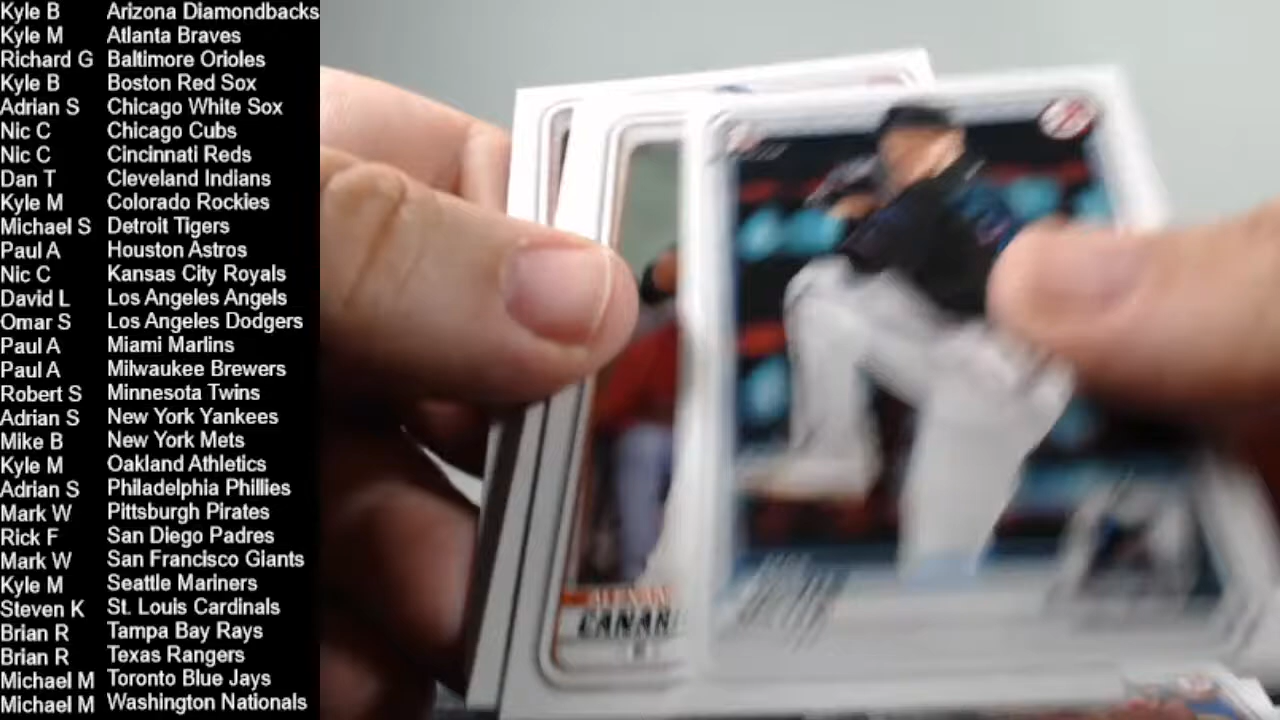 Kyle B Arizona Diamondbacks
Kyle M Atlanta Braves
Richard G Baltimore Orioles
Kyle B Boston Red Sox
Adrian S Chicago White Sox
Nic C Chicago Cubs
Nic C Cincinnati Reds
Dan T Cleveland Indians
Kyle M Colorado Rockies
Michael S Detroit Tigers
Paul A Houston Astros
Nic C Kansas City Royals
David L Los Angeles Angels
Omar S Los Angeles Dodgers
Paul A Miami Marlins
Paul A Milwaukee Brewers
Robert S Minnesota Twins
Adrian S New York Yankees
Mike B New York Mets
Kyle M Oakland Athletics
Adrian S Philadelphia Phillies
Mark W Pittsburgh Pirates
Rick F San Diego Padres
Mark W San Francisco Giants
Kyle M Seattle Mariners
Steven K St. Louis Cardinals
Brian R Tampa Bay Rays
Brian R Texas Rangers
Michael M Toronto Blue Jays
Michael M Washington Nationals